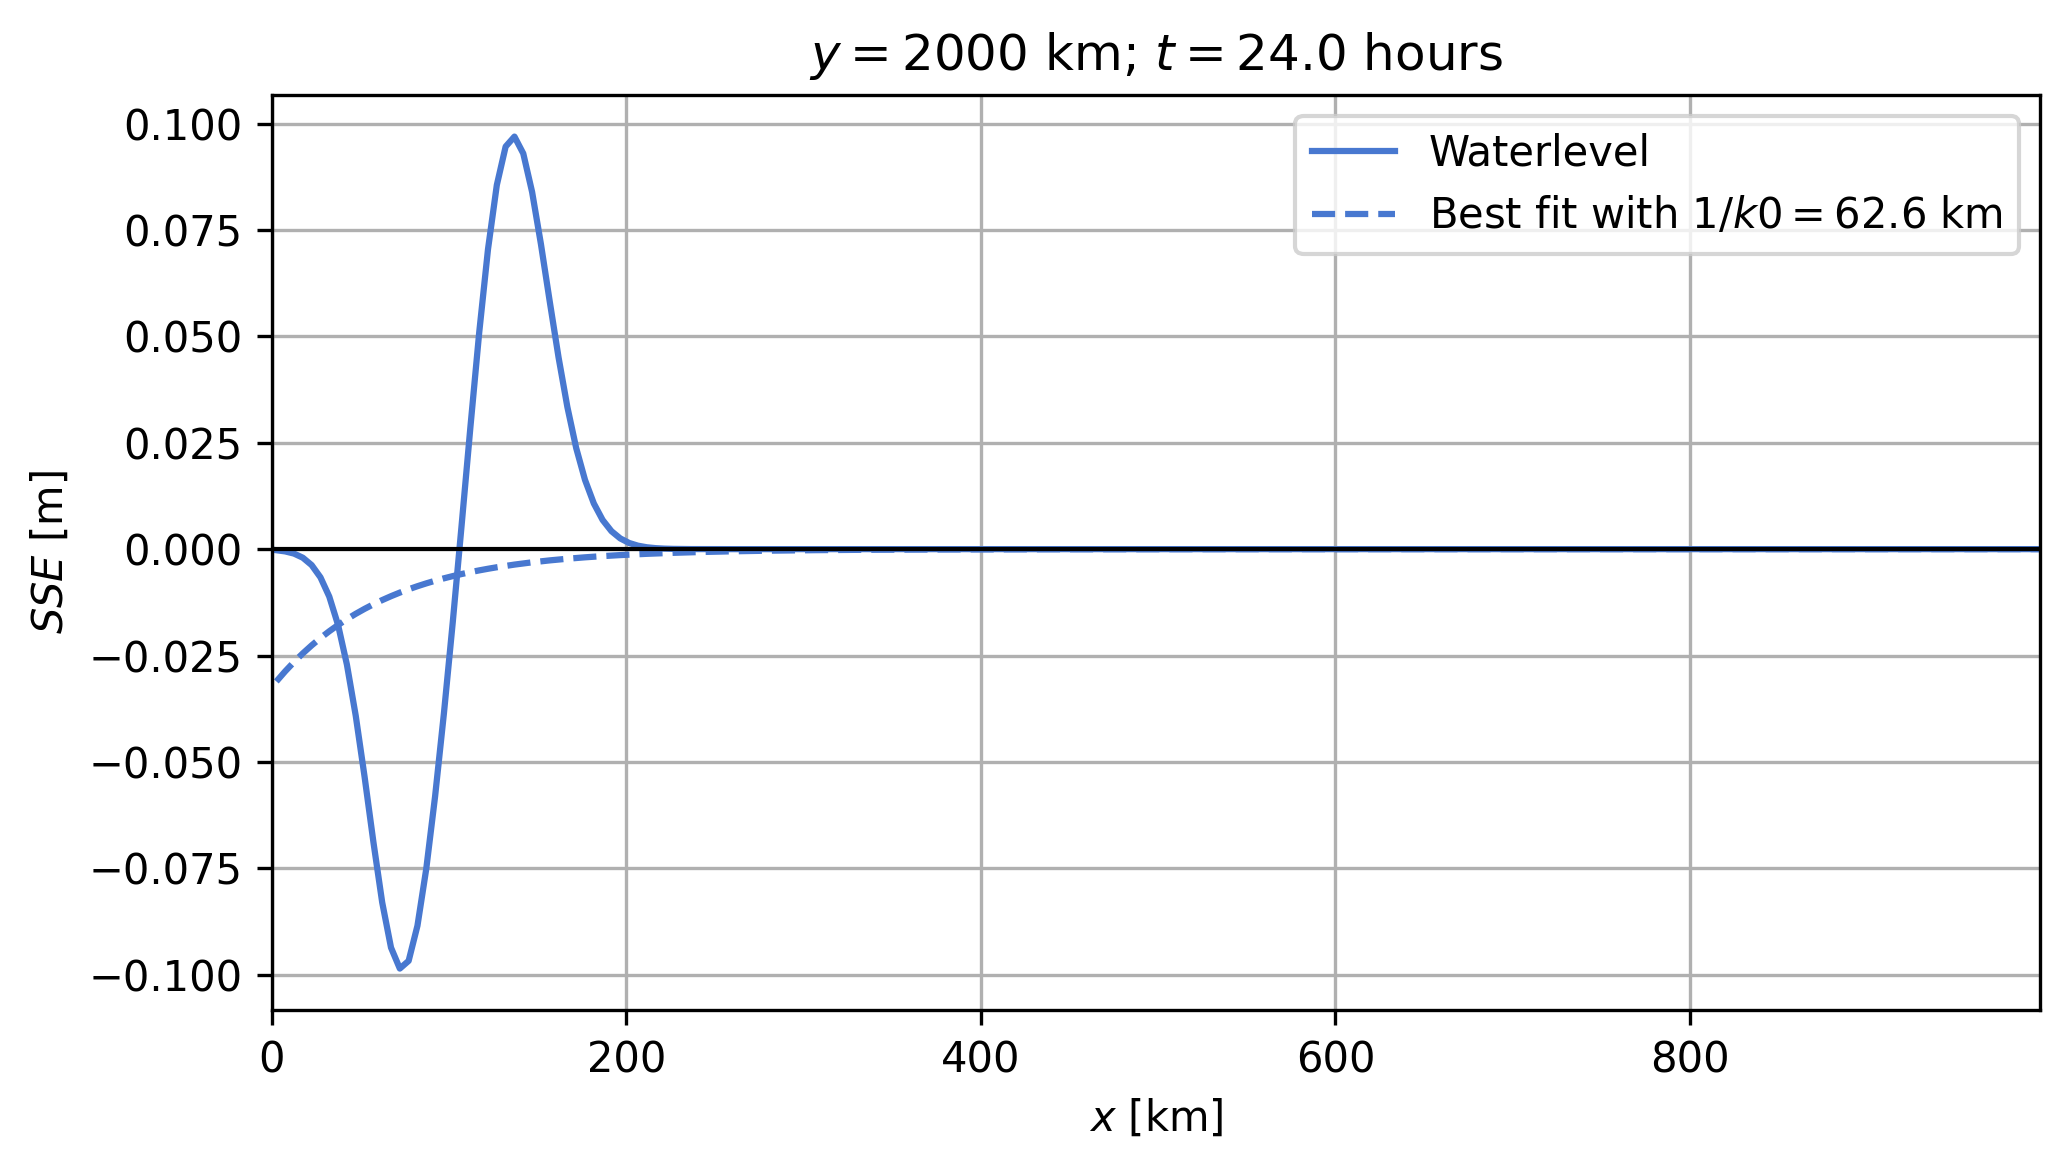 y = 2000 km; t = 24.0 hours
Waterlevel
Best fit with 1/k0 = 62.6 km
SSE [m]
0.100
0.075
0.050
0.025
0.000
−0.025
−0.050
−0.075
−0.100
0 200 400 600 800
x [km]